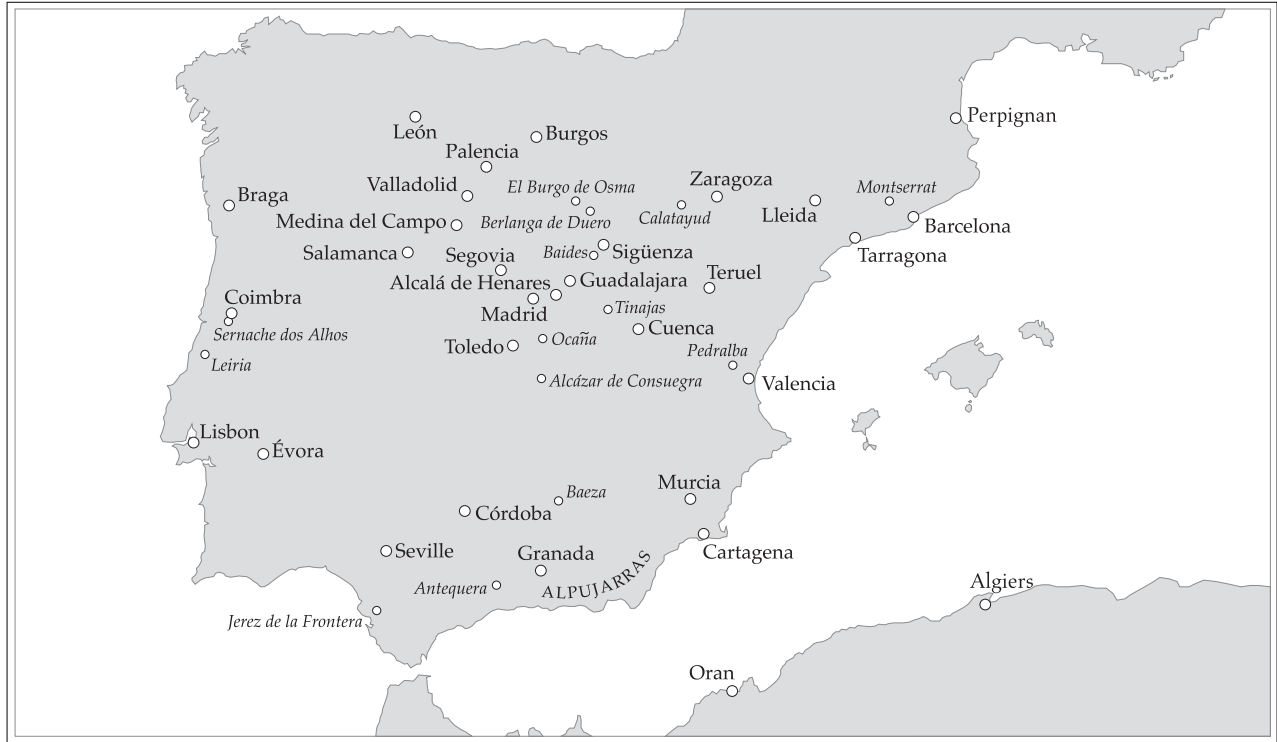 León
Burgos
Perpignan
Palencia
Valladolid
El Burgo de Osma
Zaragoza
Montserrat
Braga
Medina del Campo
Berlanga de Duero
Calatayud
Lleida
Barcelona
Salamanca
Segovia
Baides
Sigüenza
Tarragona
Alcalá de Henares
Guadalajara
Teruel
Coimbra
Madrid
Tinajas
Sernache dos Alhos
Cuenca
Toledo
Ocaña
Pedralba
Leiria
Alcázar de Consuegra
Valencia
Lisbon
Évora
Murcia
Baeza
Córdoba
Seville
Granada
Cartagena
Antequera
ALPUJARRAS
Algiers
Jerez de la Frontera
Oran